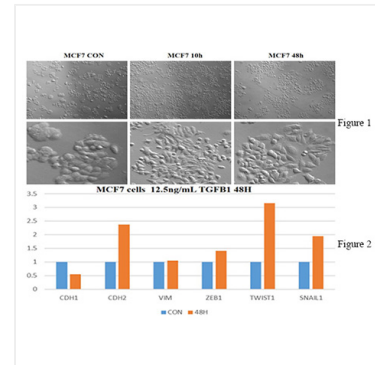 MCF7 CON MCF7 10h MCF7 48h
Figure 1
MCF7 cells 12.5ng/mL TGFB1 48H
3.5
3
2.5
2
1.5
1
0.5
0
Figure 2
CDH1 CDH2 VIM ZEB1 TWIST1 SNAIL1
CON 48H